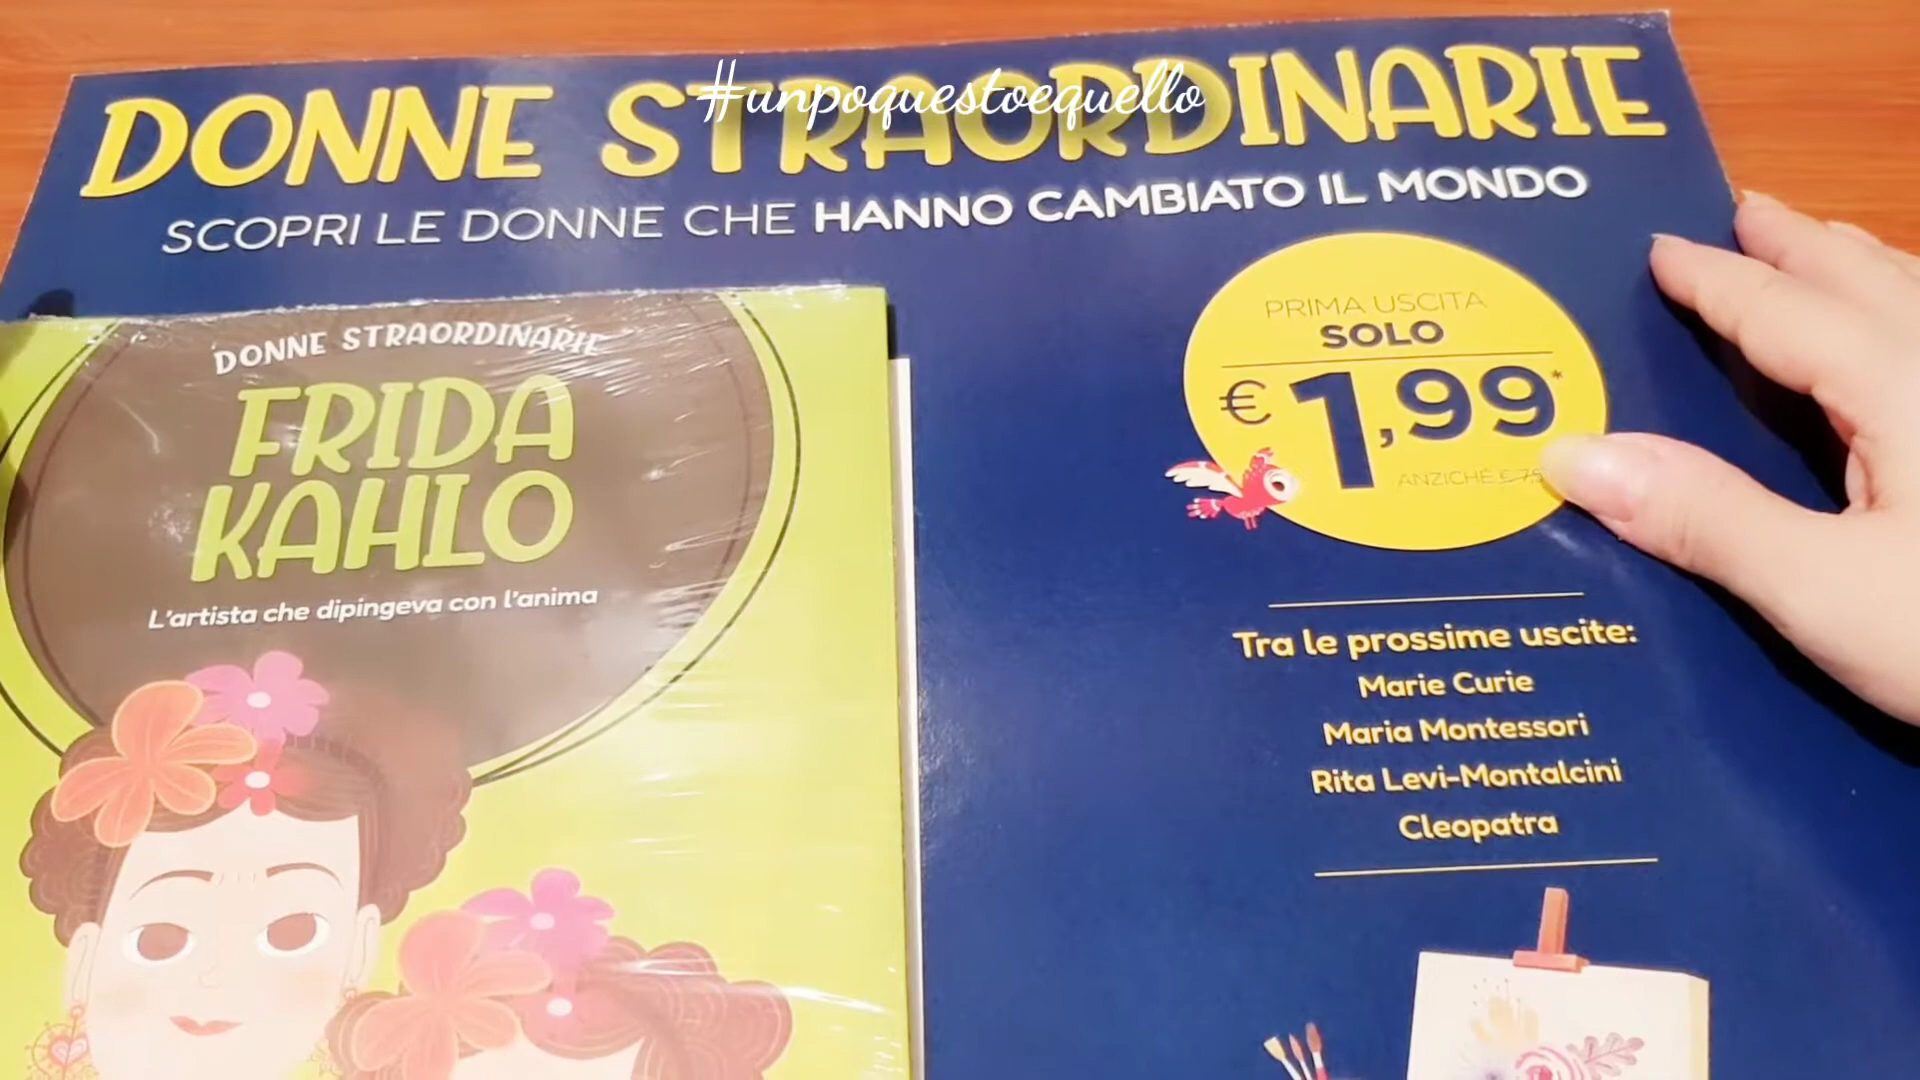 #unpoquestoequello
DONNE STRAORDINARIE
SCOPRI LE DONNE CHE HANNO CAMBIATO IL MONDO
DONNE STRAORDINARIE
FRIDA
KAHLO
L'artista che dipingeva con l'anima
PRIMA USCITA
SOLO
€ 1,99*
ANZICHÉ €
Tra le prossime uscite:
Marie Curie
Maria Montessori
Rita Levi-Montalcini
Cleopatra